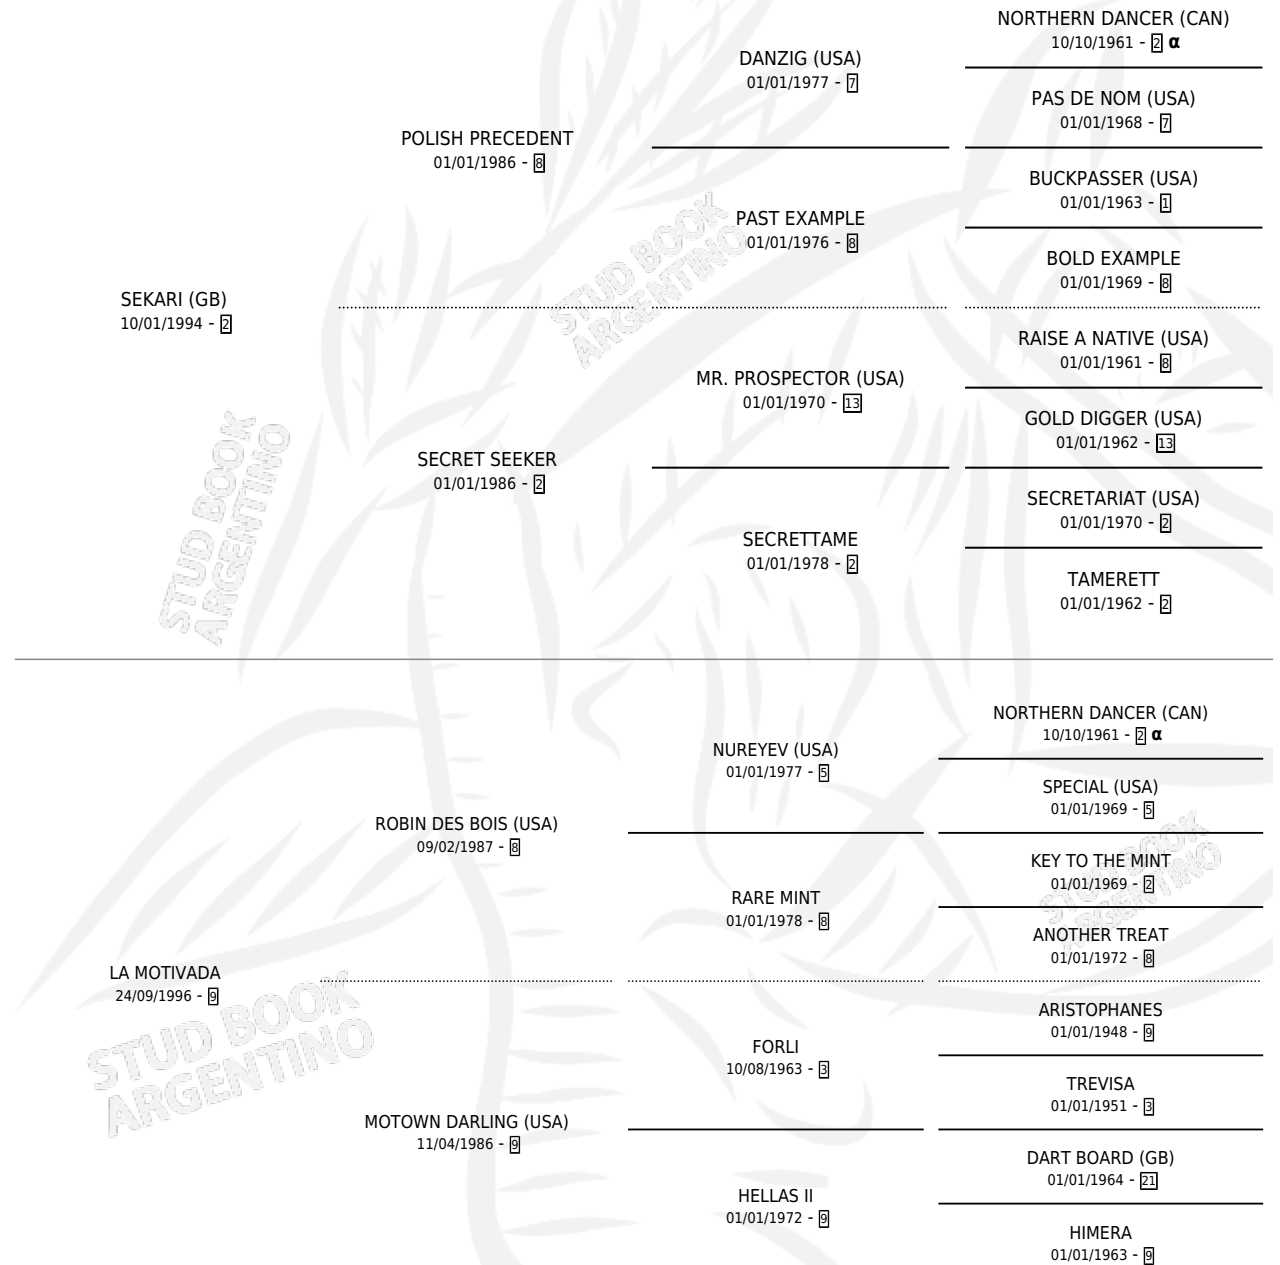 NORTHERN DANCER (CAN)
10/10/1961 - 2 α
DANZIG (USA)
01/01/1977 - 7
PAS DE NOM (USA)
01/01/1968 - 7
POLISH PRECEDENT
01/01/1986 - 8
BUCKPASSER (USA)
01/01/1963 - 1
PAST EXAMPLE
01/01/1976 - 8
BOLD EXAMPLE
01/01/1969 - 8
SEKARI (GB)
10/01/1994 - 2
STUD BOOK
ARGENTINO
RAISE A NATIVE (USA)
01/01/1961 - 8
MR. PROSPECTOR (USA)
01/01/1970 - 13
GOLD DIGGER (USA)
01/01/1962 - 13
SECRET SEEKER
01/01/1986 - 2
SECRETARIAT (USA)
01/01/1970 - 2
SECRETTAME
01/01/1978 - 2
TAMERETT
01/01/1962 - 2
STUD BOOK
ARGENTINO
NORTHERN DANCER (CAN)
10/10/1961 - 2 α
NUREYEV (USA)
01/01/1977 - 5
SPECIAL (USA)
01/01/1969 - 5
ROBIN DES BOIS (USA)
09/02/1987 - 8
KEY TO THE MINT
01/01/1969 - 2
RARE MINT
01/01/1978 - 8
ANOTHER TREAT
01/01/1972 - 8
STUD BOOK
ARGENTINO
LA MOTIVADA
24/09/1996 - 9
STUD BOOK
ARGENTINO
ARISTOPHANES
01/01/1948 - 9
FORLI
10/08/1963 - 3
TREVISA
01/01/1951 - 3
MOTOWN DARLING (USA)
11/04/1986 - 9
DART BOARD (GB)
01/01/1964 - 21
HELLAS II
01/01/1972 - 9
HIMERA
01/01/1963 - 9